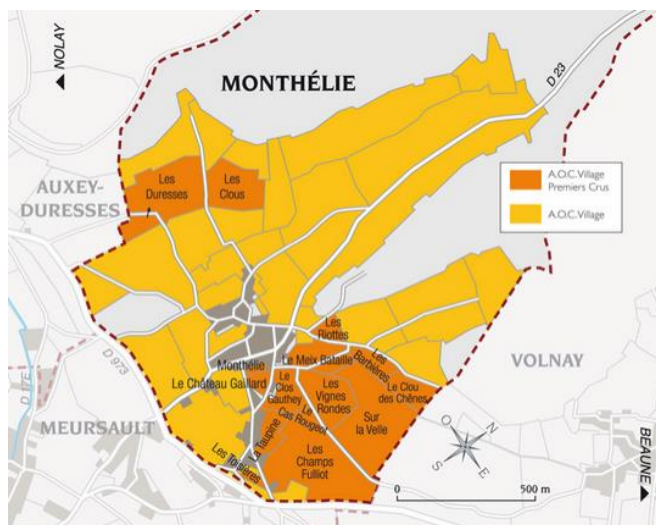 NOLAY
MONTHÉLIE
D 23
A.O.C. Village
Premiers Crus
A.O.C. Village
Les
Duresses
Les
Clous
AUXEY-
DURESSES
Les
Riottes
Les
Barbières
Le Meix Bataille
Monthélie
Le Château Gaillard
Le
Clos
Gauthey
Les
Vignes
Rondes
Le Clou
des Chênes
VOLNAY
D 973
D 17E
Le
Cas Rougeot
Sur
la Velle
La Taupine
MEURSAULT
Les Toisières
Les
Champs
Fulliot
N
O
S
E
BEAUNE
0
500 m